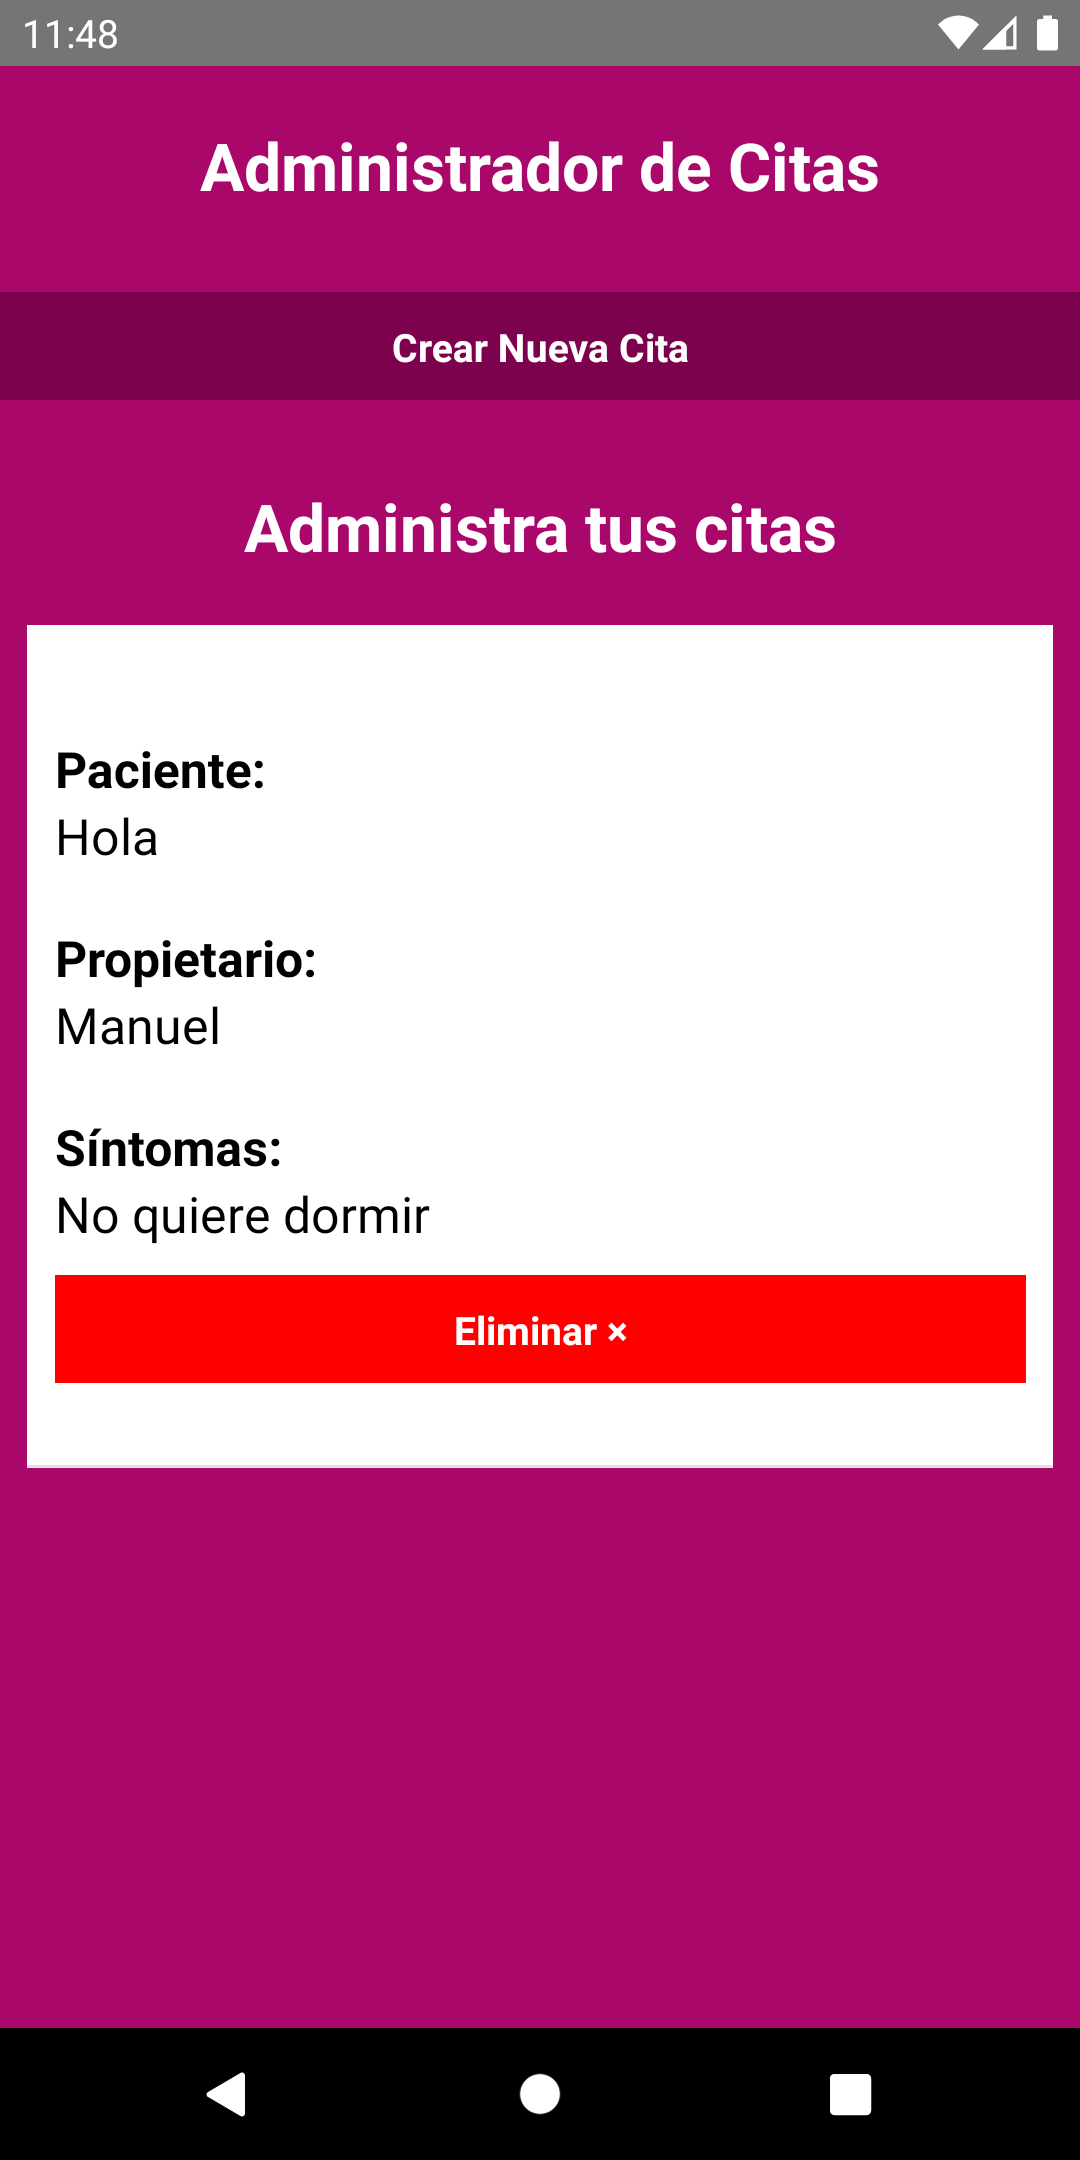 11:48
Administrador de Citas
Crear Nueva Cita
Administra tus citas
Paciente:
Hola
Propietario:
Manuel
Síntomas:
No quiere dormir
Eliminar ×